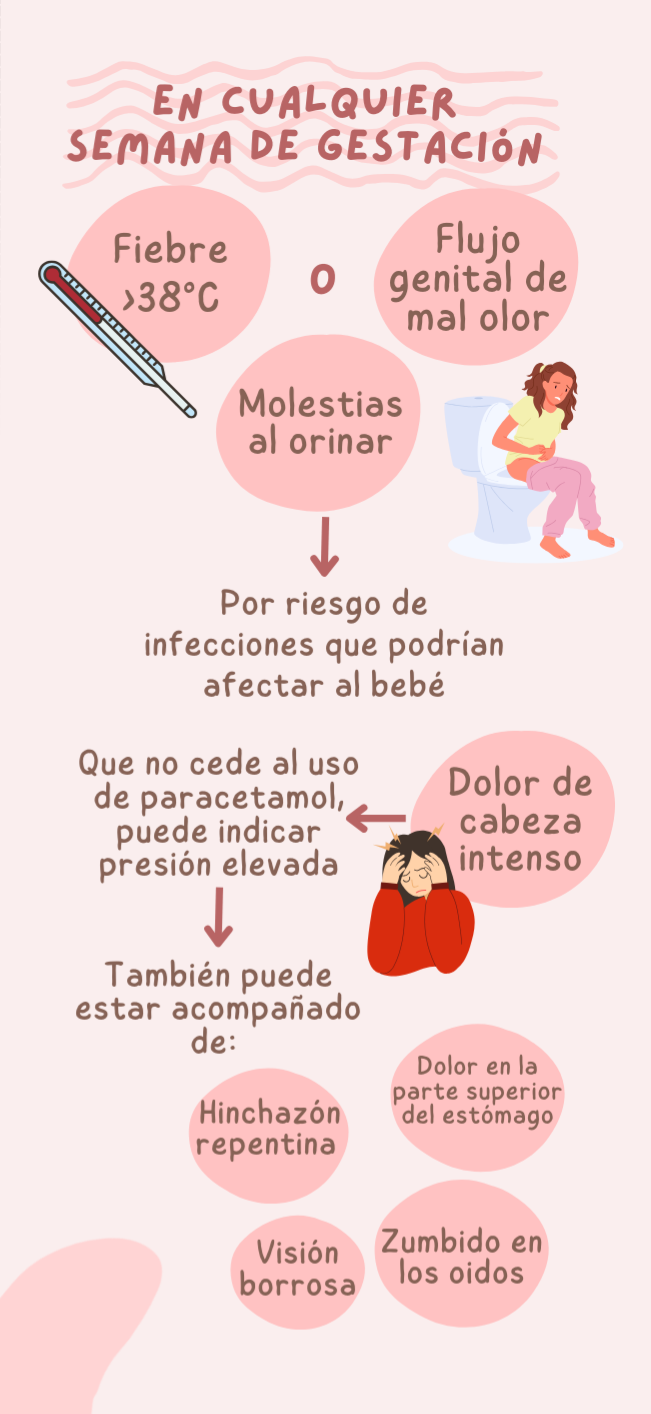 EN CUALQUIER
SEMANA DE GESTACIÓN
Fiebre
>38°C
O
Flujo
genital de
mal olor
Molestias
al orinar
Por riesgo de
infecciones que podrían
afectar al bebé
Dolor de
cabeza
intenso
Que no cede al uso
de paracetamol,
puede indicar
presión elevada
También puede
estar acompañado
de:
Hinchazón
repentina
Dolor en la
parte superior
del estómago
Visión
borrosa
Zumbido en
los oidos